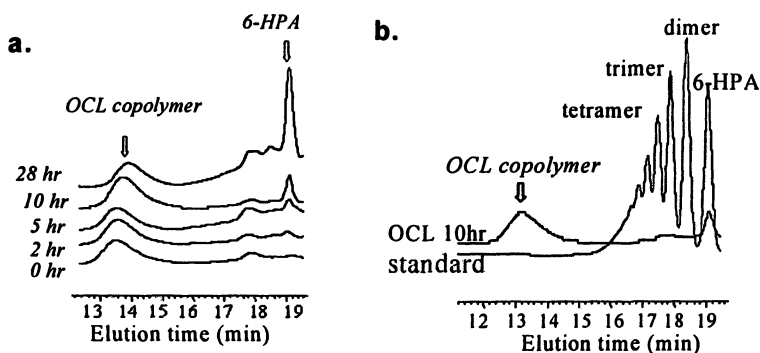 a.
6-HPA
OCL copolymer
28 hr
10 hr
5 hr
2 hr
0 hr
13 14 15 16 17 18 19
Elution time (min)
b.
dimer
trimer
6-HPA
tetramer
OCL copolymer
OCL 10hr
standard
12 13 14 15 16 17 18 19
Elution time (min)